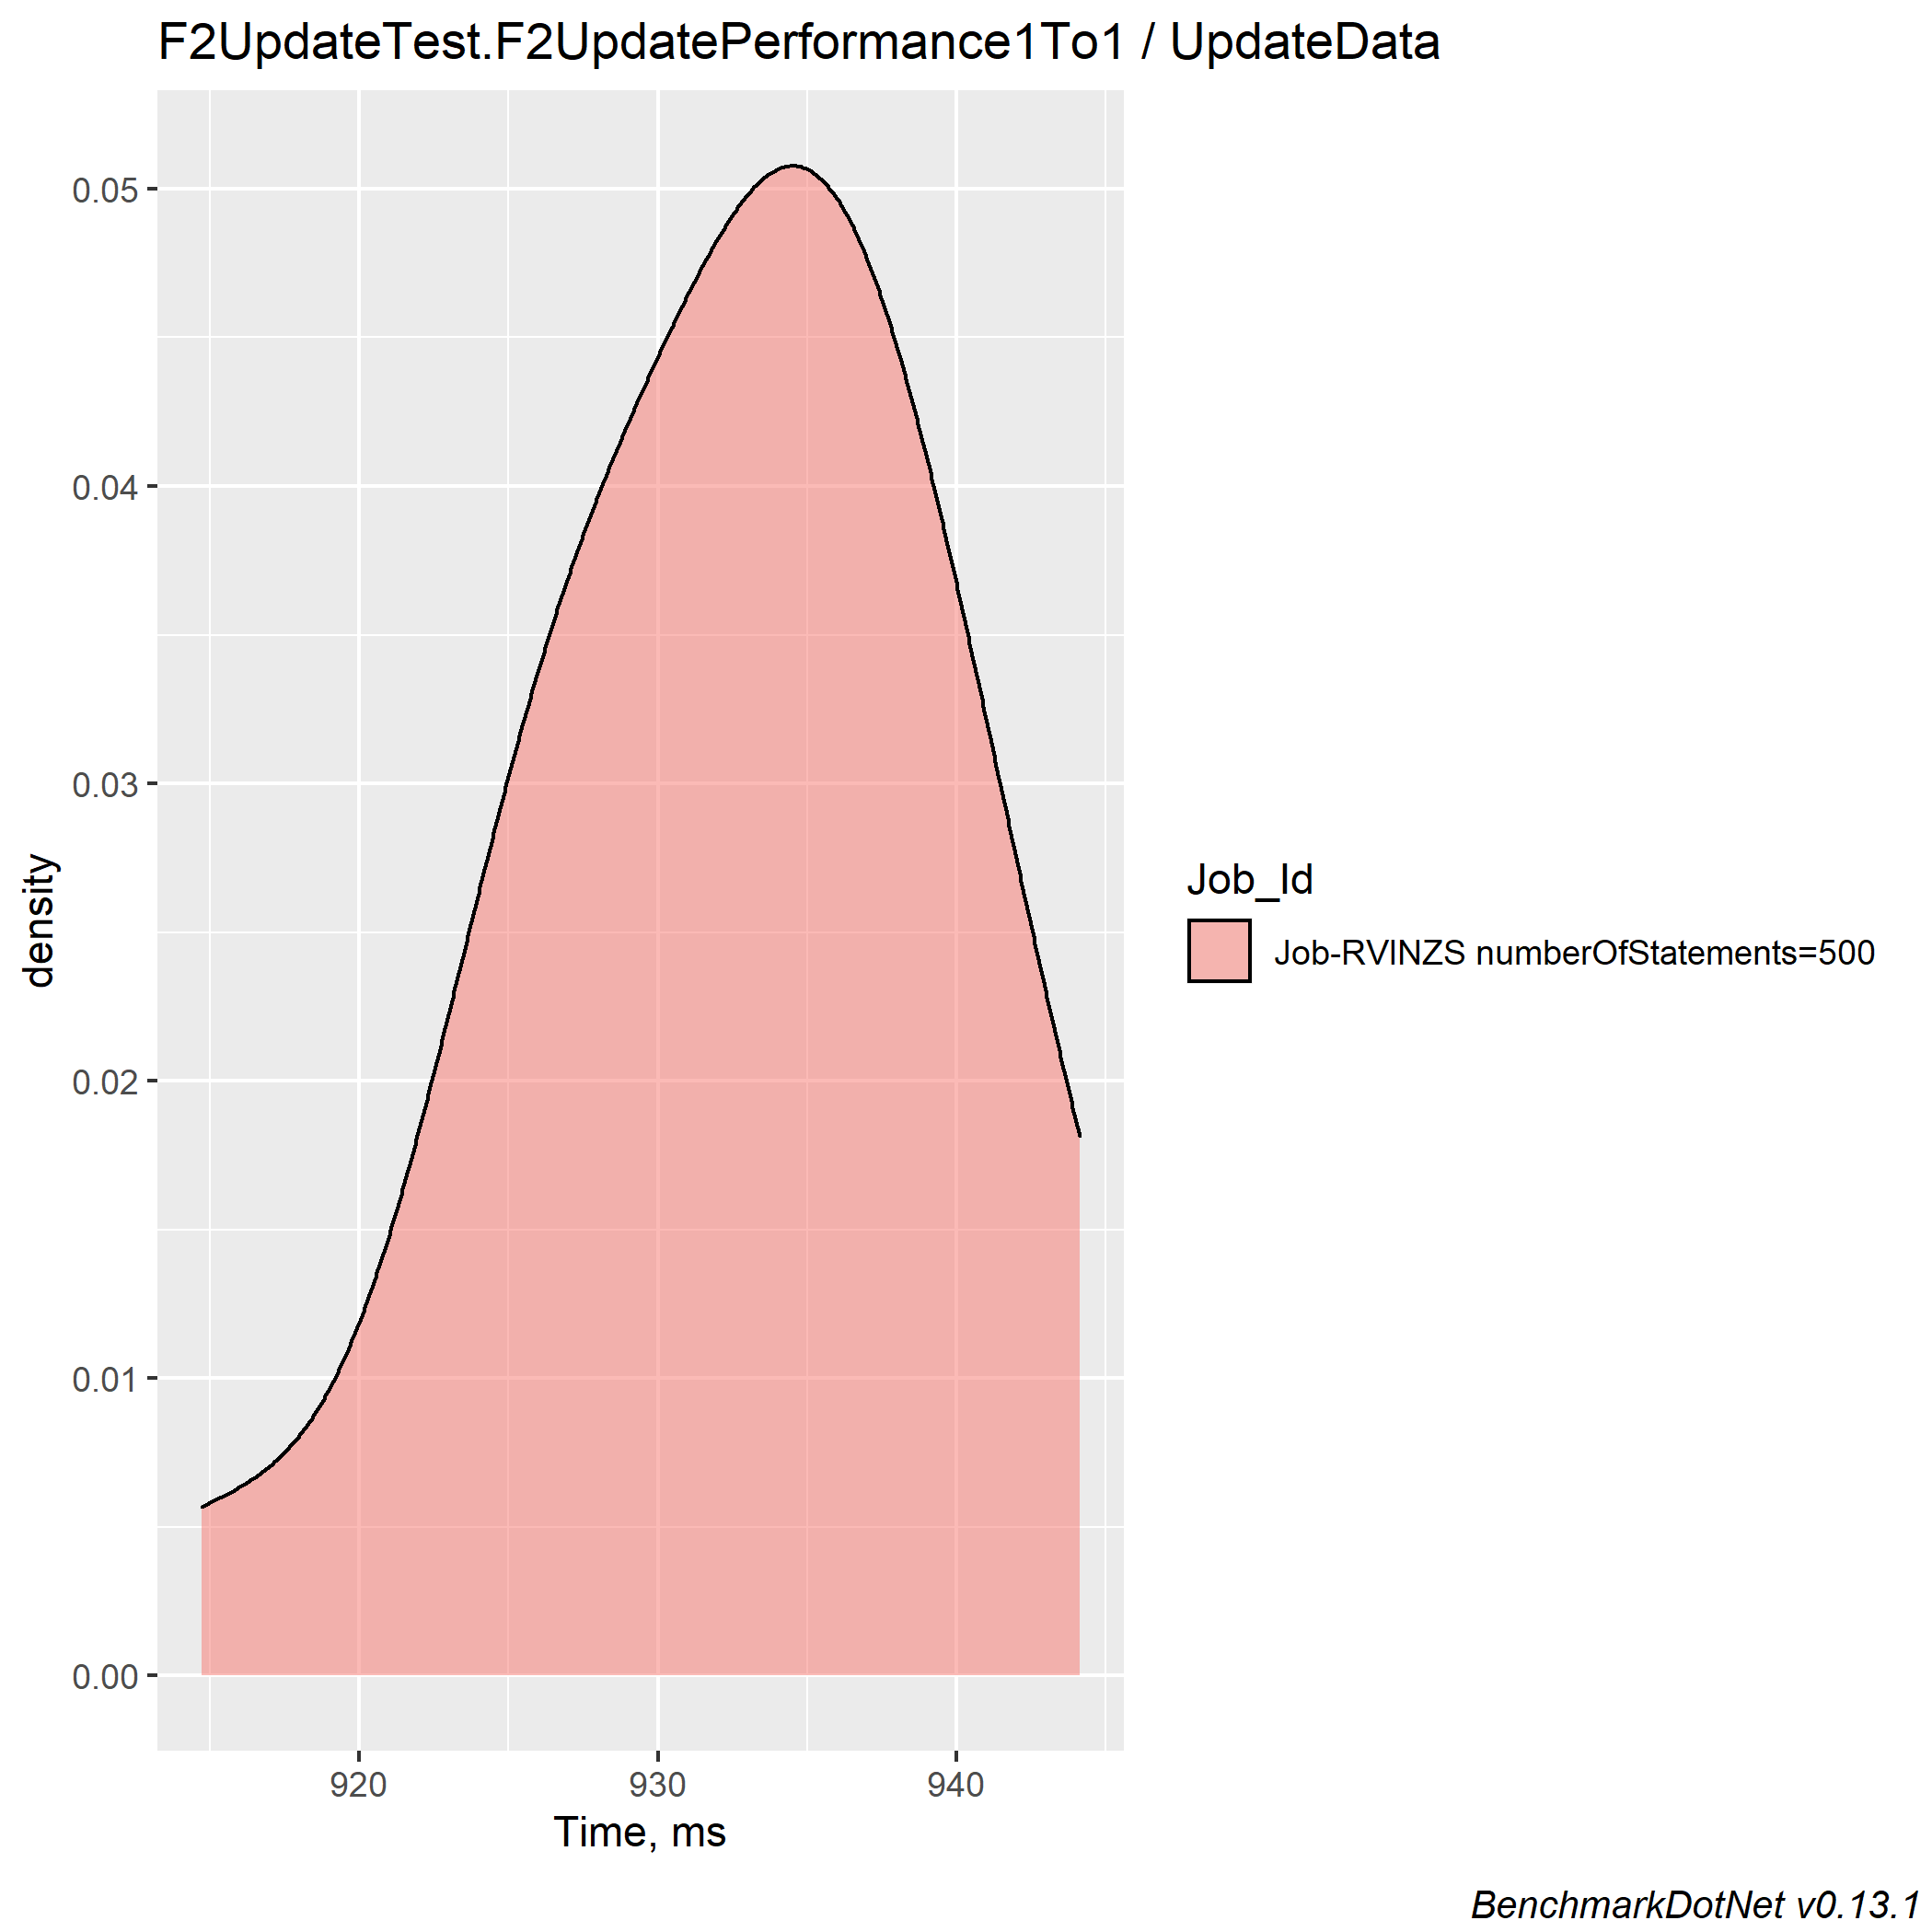 F2UpdateTest.F2UpdatePerformance1To1 / UpdateData
0.05
0.04
0.03
0.02
0.01
0.00
density
920 930 940
Time, ms
Job_Id
Job-RVINZS numberOfStatements=500
BenchmarkDotNet v0.13.1